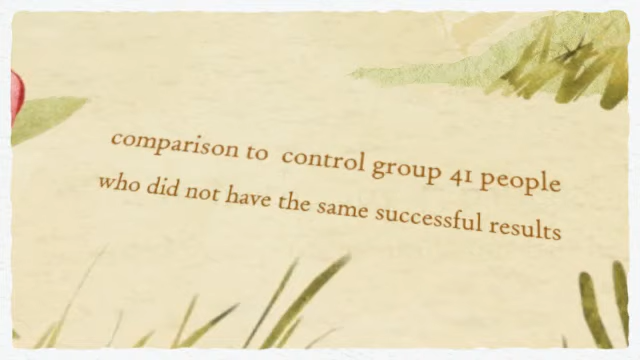 comparison to control group 41 people
who did not have the same successful results